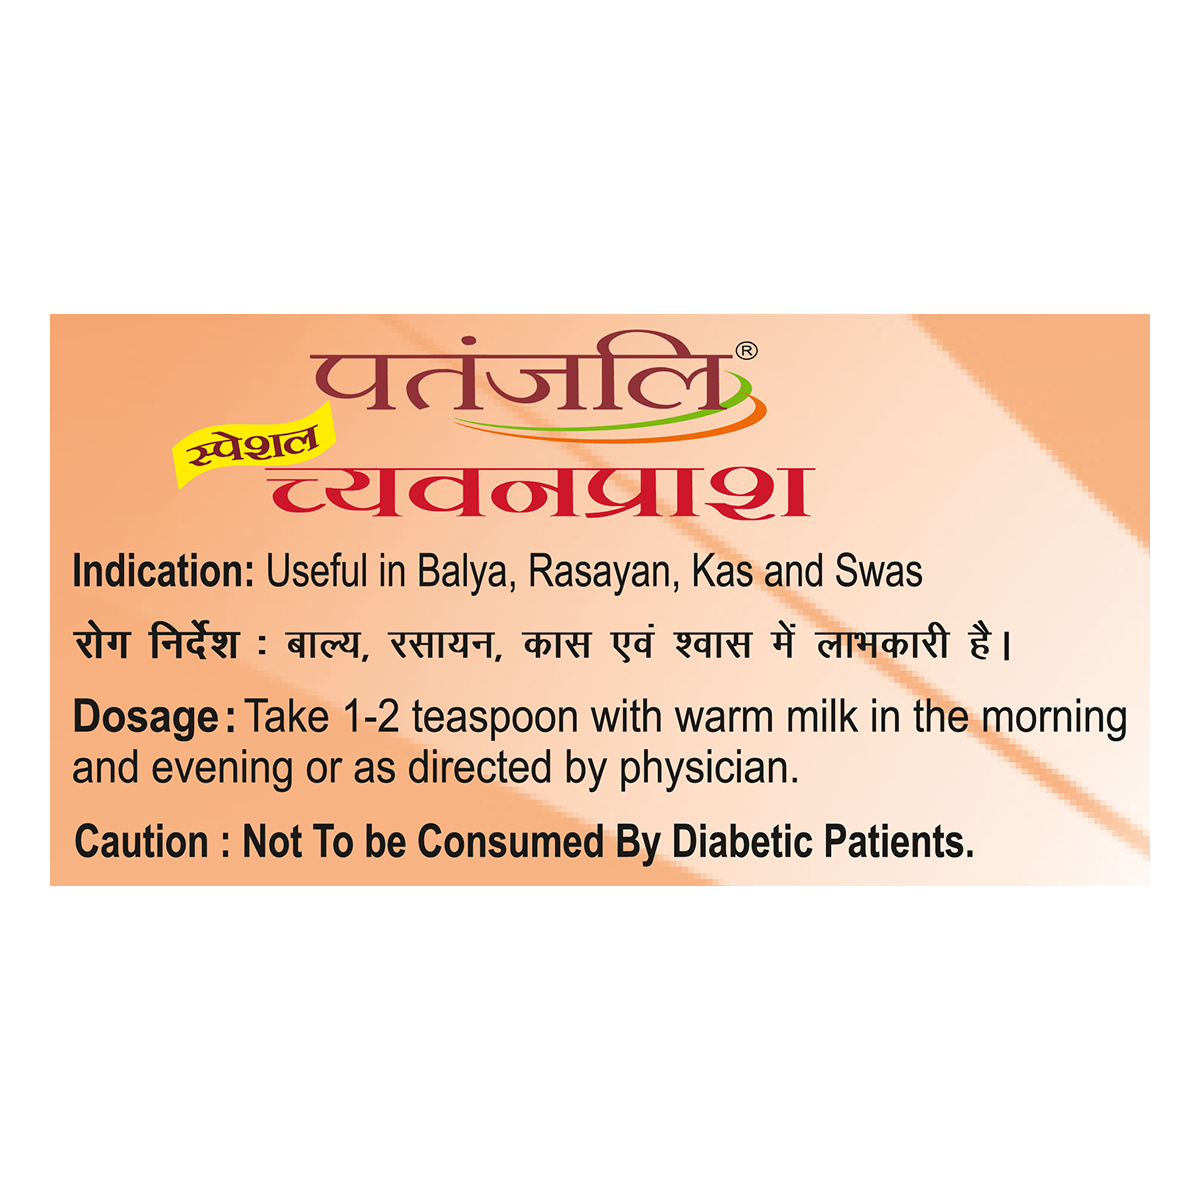 पतंजलि®
स्पेशल
च्यवनप्राश
Indication: Useful in Balya, Rasayan, Kas and Swas
रोग निर्देश : बाल्य, रसायन, कास एवं श्वास में लाभकारी है।
Dosage: Take 1-2 teaspoon with warm milk in the morning
and evening or as directed by physician.
Caution : Not To be Consumed By Diabetic Patients.